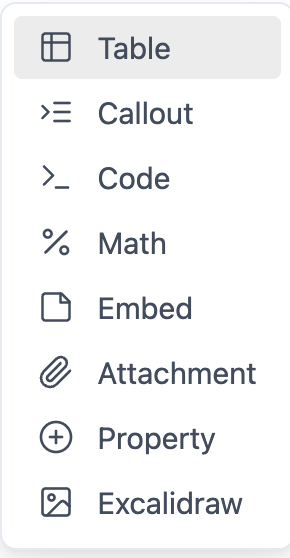 Table
Callout
Code
Math
Embed
Attachment
Property
Excalidraw